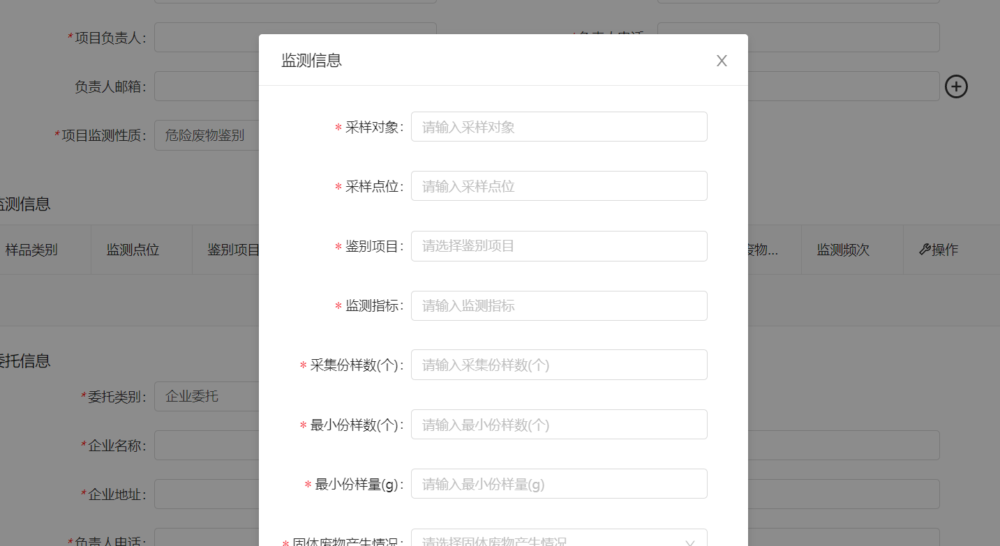 *项目负责人:
负责人邮箱:
*项目监测性质: 危险废物鉴别
监测信息
样品类别 监测点位 鉴别项目 废物... 监测频次 操作
委托信息
*委托类别: 企业委托
*企业名称:
*企业地址:
*负责人电话:
监测信息 X
* 采样对象: 请输入采样对象
* 采样点位: 请输入采样点位
* 鉴别项目: 请选择鉴别项目
* 监测指标: 请输入监测指标
* 采集份样数(个): 请输入采集份样数(个)
* 最小份样数(个): 请输入最小份样数(个)
* 最小份样量(g): 请输入最小份样量(g)
* 固体废物产生情况: 请选择固体废物产生情况